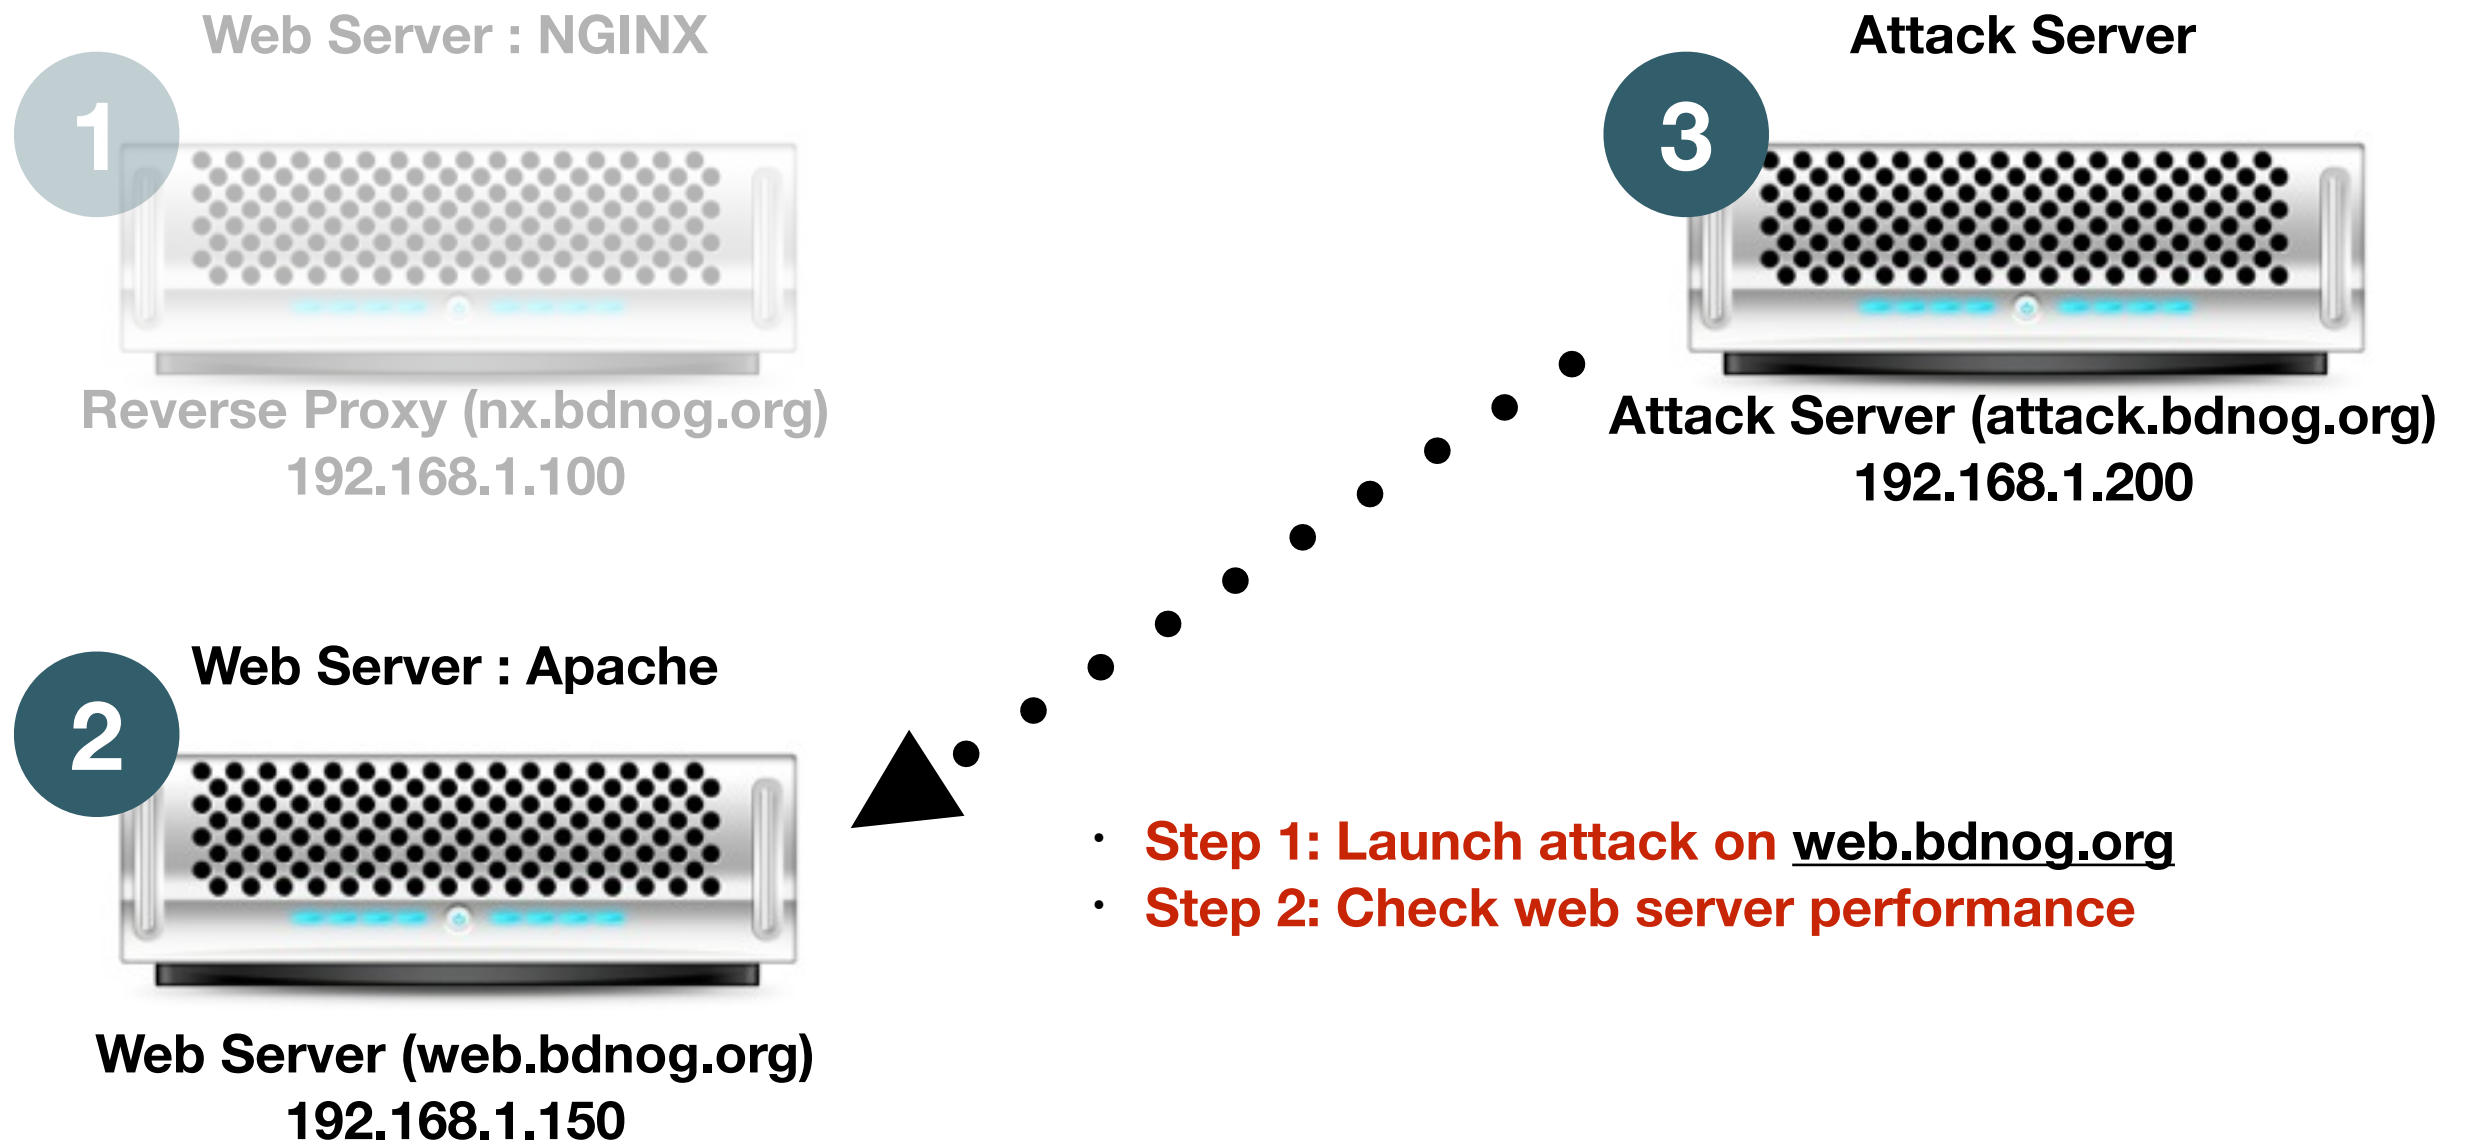 Web Server : NGINX
1
Reverse Proxy (nx.bdnog.org)
192.168.1.100
Attack Server
3
Attack Server (attack.bdnog.org)
192.168.1.200
Web Server : Apache
2
Web Server (web.bdnog.org)
192.168.1.150
· Step 1: Launch attack on web.bdnog.org
· Step 2: Check web server performance